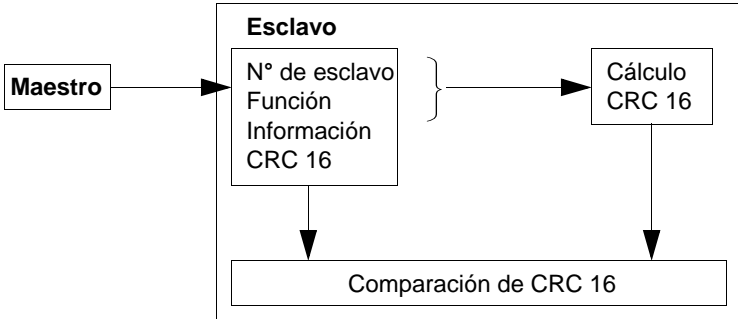 Esclavo
Maestro
N° de esclavo
Función
Información
CRC 16
Cálculo
CRC 16
Comparación de CRC 16